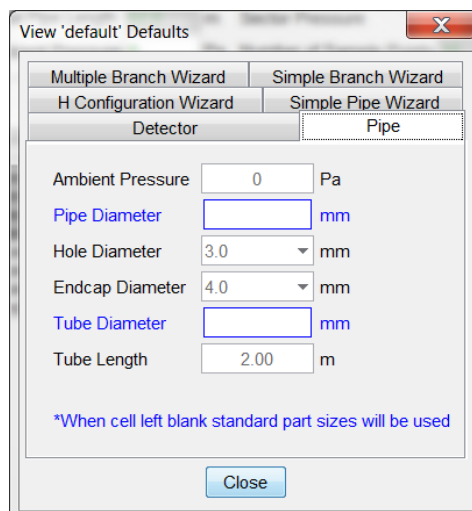 View 'default' Defaults
Multiple Branch Wizard Simple Branch Wizard
H Configuration Wizard Simple Pipe Wizard
Detector Pipe
Ambient Pressure 0 Pa
Pipe Diameter mm
Hole Diameter 3.0 mm
Endcap Diameter 4.0 mm
Tube Diameter mm
Tube Length 2.00 m
*When cell left blank standard part sizes will be used
Close